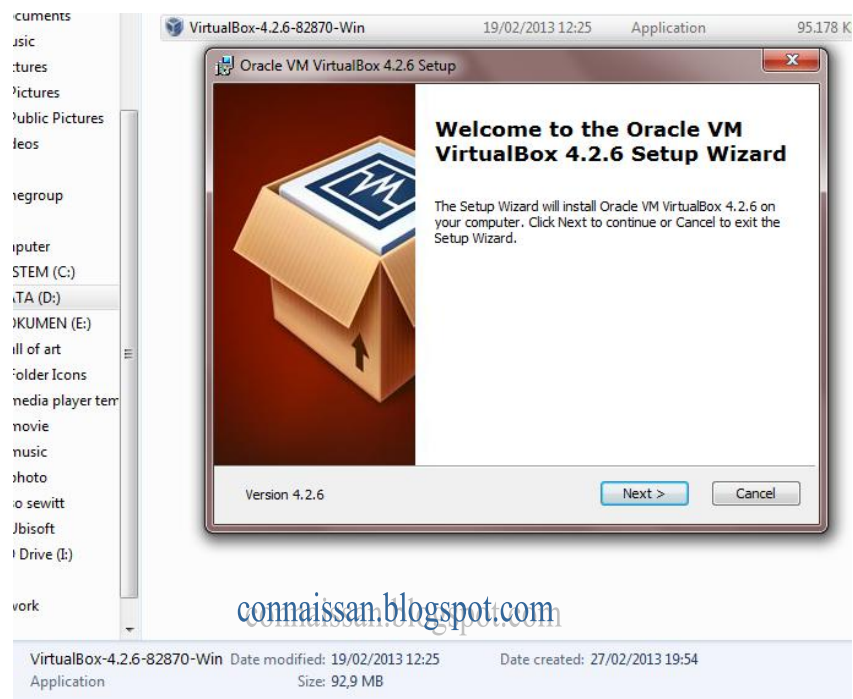 VirtualBox-4.2.6-82870-Win 19/02/2013 12:25 Application 95.178 K
Oracle VM VirtualBox 4.2.6 Setup
Welcome to the Oracle VM
VirtualBox 4.2.6 Setup Wizard
The Setup Wizard will install Oracle VM VirtualBox 4.2.6 on
your computer. Click Next to continue or Cancel to exit the
Setup Wizard.
Version 4.2.6
Next >
Cancel
cuments
usic
tures
Pictures
Public Pictures
deos
megroup
mputer
STEM (C:)
ATA (D:)
OKUMEN (E:)
all of art
Folder Icons
media player tem
movie
music
photo
so sewitt
Ubisoft
Drive (I:)
work
connaissan.blogspot.com
VirtualBox-4.2.6-82870-Win Date modified: 19/02/2013 12:25 Date created: 27/02/2013 19:54
Application Size: 92,9 MB